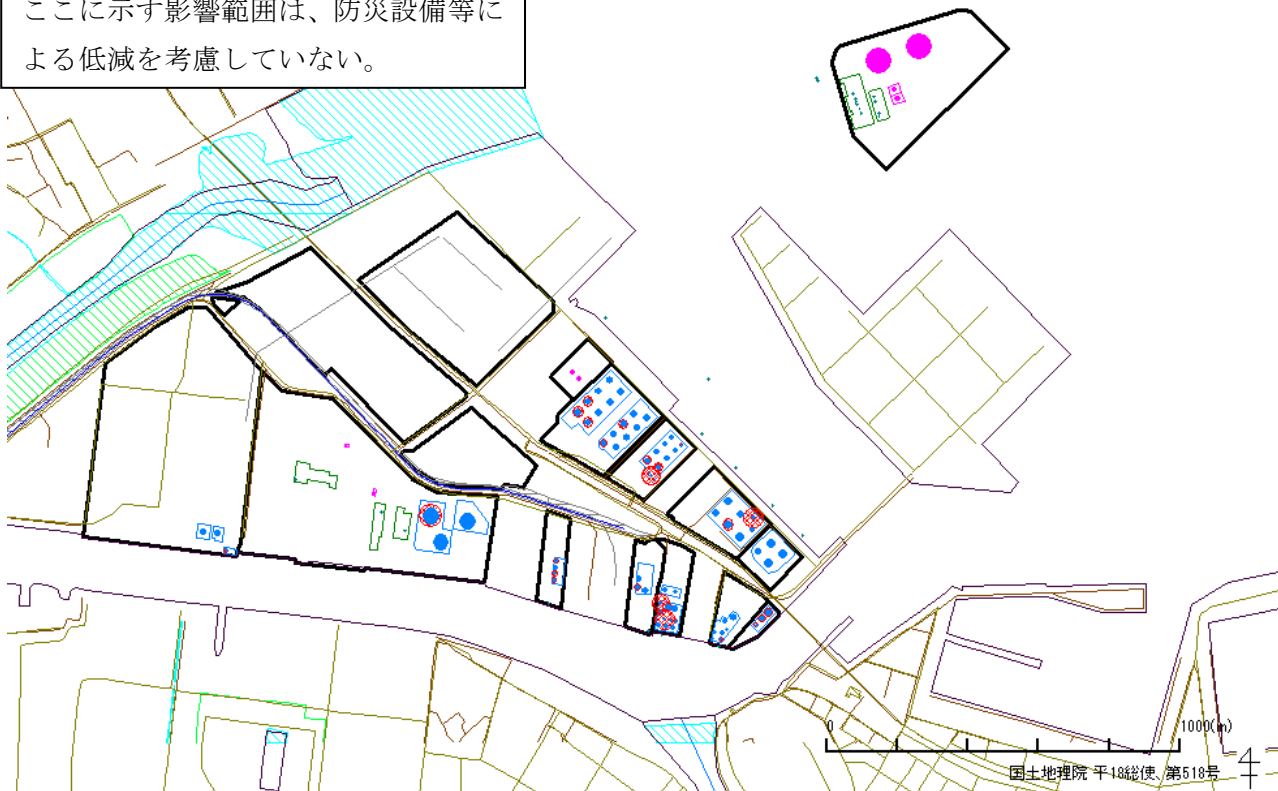 ここに示す影響範囲は、防災設備等に
よる低減を考慮していない。
0
1000(m)
国土地理院 平18総使、第518号